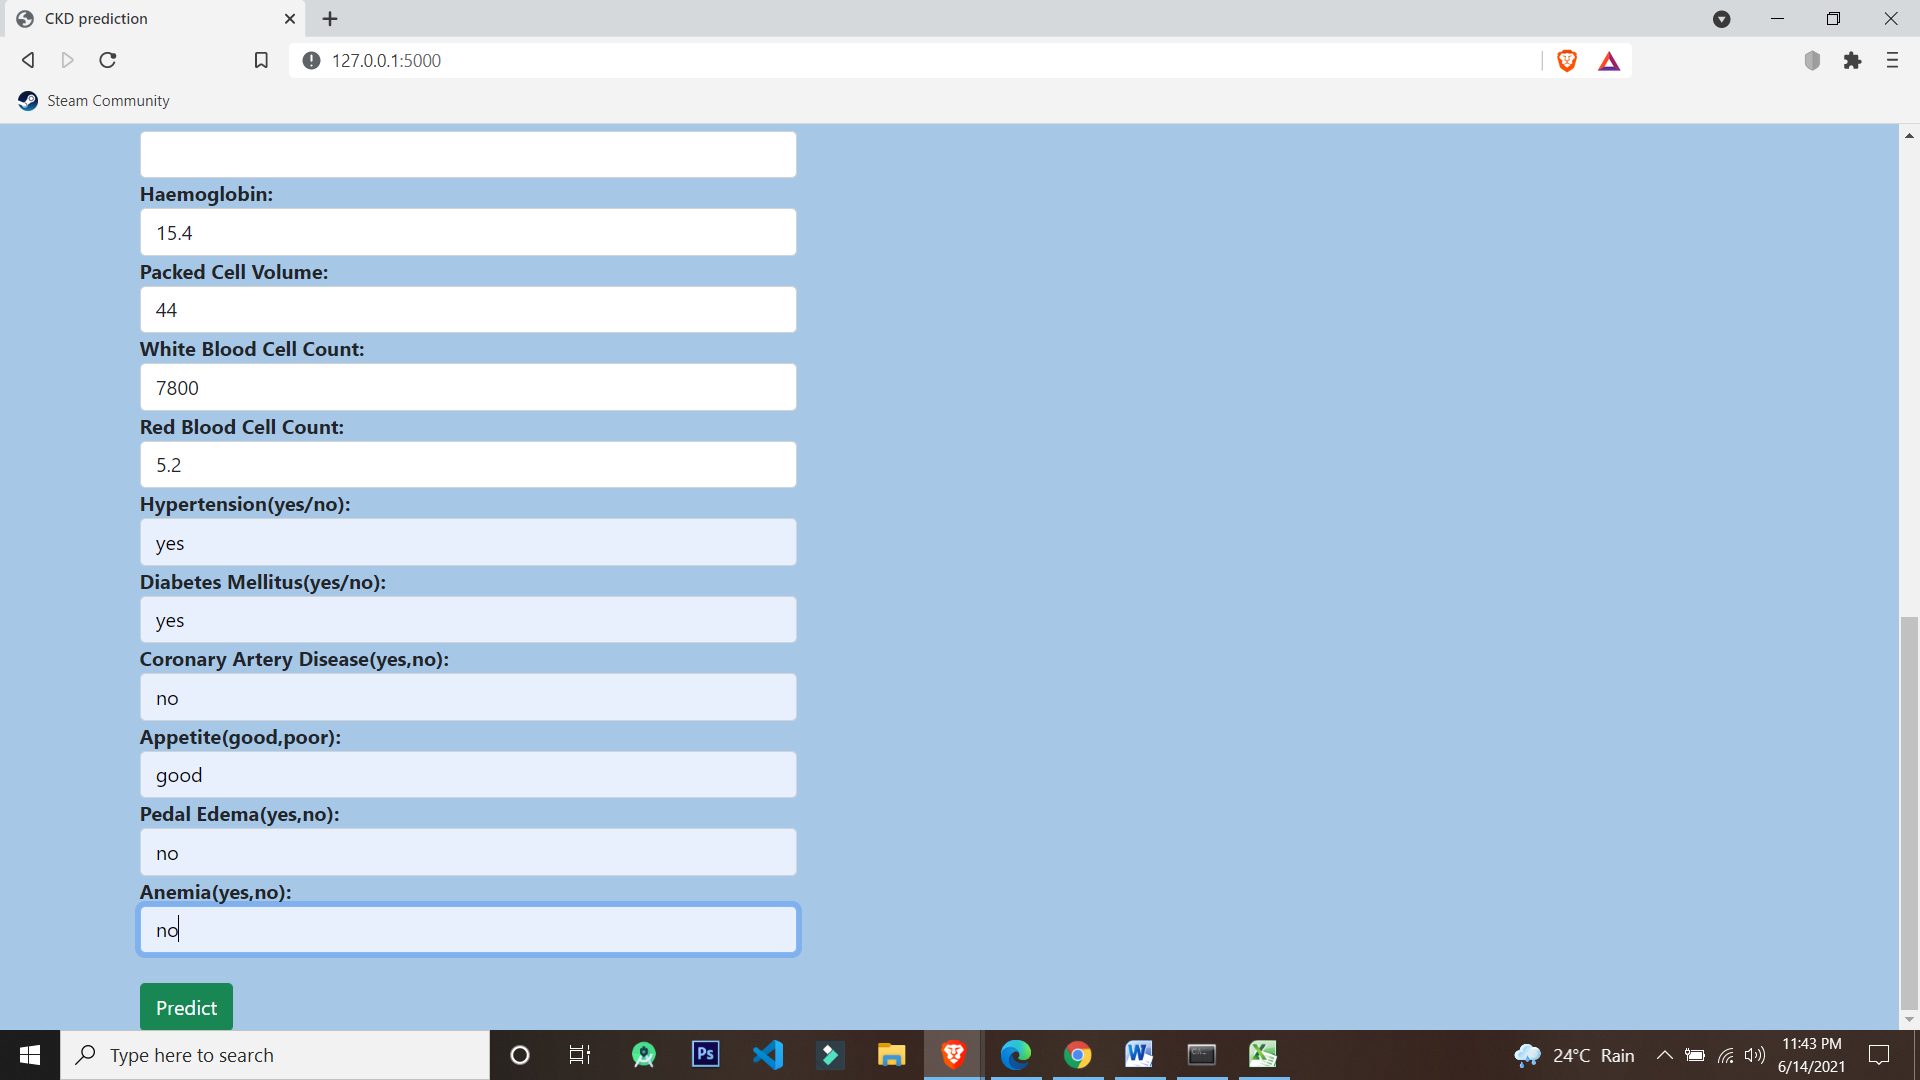 CKD prediction
127.0.0.1:5000
Steam Community
Haemoglobin:
15.4
Packed Cell Volume:
44
White Blood Cell Count:
7800
Red Blood Cell Count:
5.2
Hypertension(yes/no):
yes
Diabetes Mellitus(yes/no):
yes
Coronary Artery Disease(yes,no):
no
Appetite(good,poor):
good
Pedal Edema(yes,no):
no
Anemia(yes,no):
no
Predict
Type here to search
Ps
24°C Rain
11:43 PM
6/14/2021